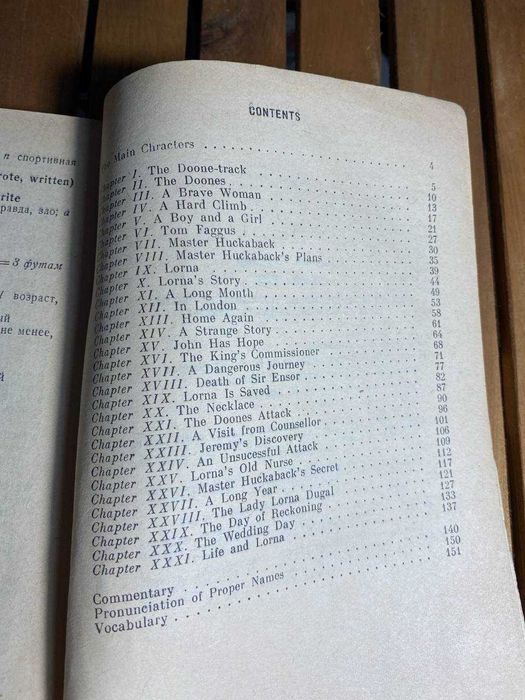 п спортивная
rote, written)
rite
равда, зло; a
= 3 футам
возраст,
не менее,
CONTENTS
Main Chracters . . . 4
Chapter I. The Doone-track . . . 5
Chapter II. The Doones . . . 10
Chapter III. A Brave Woman . . . 13
Chapter IV. A Hard Climb . . . 17
Chapter V. A Boy and a Girl . . . 21
Chapter VI. Tom Faggus . . . 27
Chapter VII. Master Huckaback . . . 30
Chapter VIII. Master Huckaback's Plans . . . 35
Chapter IX. Lorna . . . 39
Chapter X. Lorna's Story . . . 44
Chapter XI. A Long Month . . . 49
Chapter XII. In London . . . 53
Chapter XIII. Home Again . . . 58
Chapter XIV. A Strange Story . . . 61
Chapter XV. John Has Hope . . . 64
Chapter XVI. The King's Commissioner . . . 68
Chapter XVII. A Dangerous Journey . . . 71
Chapter XVIII. Death of Sir Ensor . . . 77
Chapter XIX. Lorna Is Saved . . . 82
Chapter XX. The Necklace . . . 87
Chapter XXI. The Doones Attack . . . 90
Chapter XXII. A Visit from Counsellor . . . 96
Chapter XXIII. Jeremy's Discovery . . . 101
Chapter XXIV. An Unsucessful Attack . . . 106
Chapter XXV. Lorna's Old Nurse . . . 109
Chapter XXVI. Master Huckaback's Secret . . . 112
Chapter XXVII. A Long Year . . . 117
Chapter XXVIII. The Lady Lorna Dugal . . . 121
Chapter XXIX. The Day of Reckoning . . . 127
Chapter XXX. The Wedding Day . . . 133
Chapter XXXI. Life and Lorna . . . 137
Commentary . . . 140
Pronunciation of Proper Names . . . 150
Vocabulary . . . 151